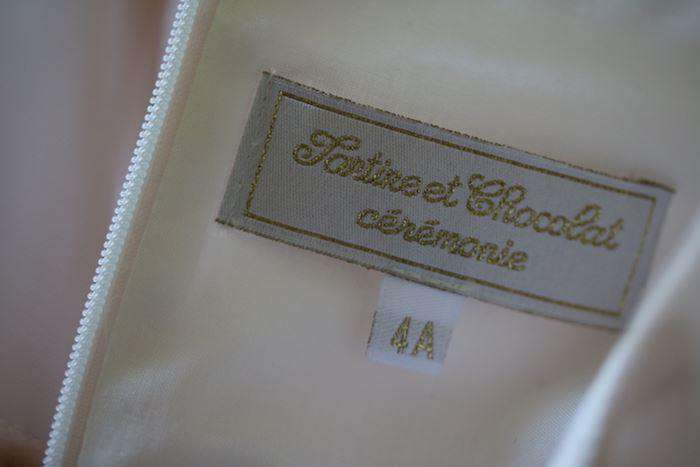 Tartine et Chocolat
cérémonie
4A